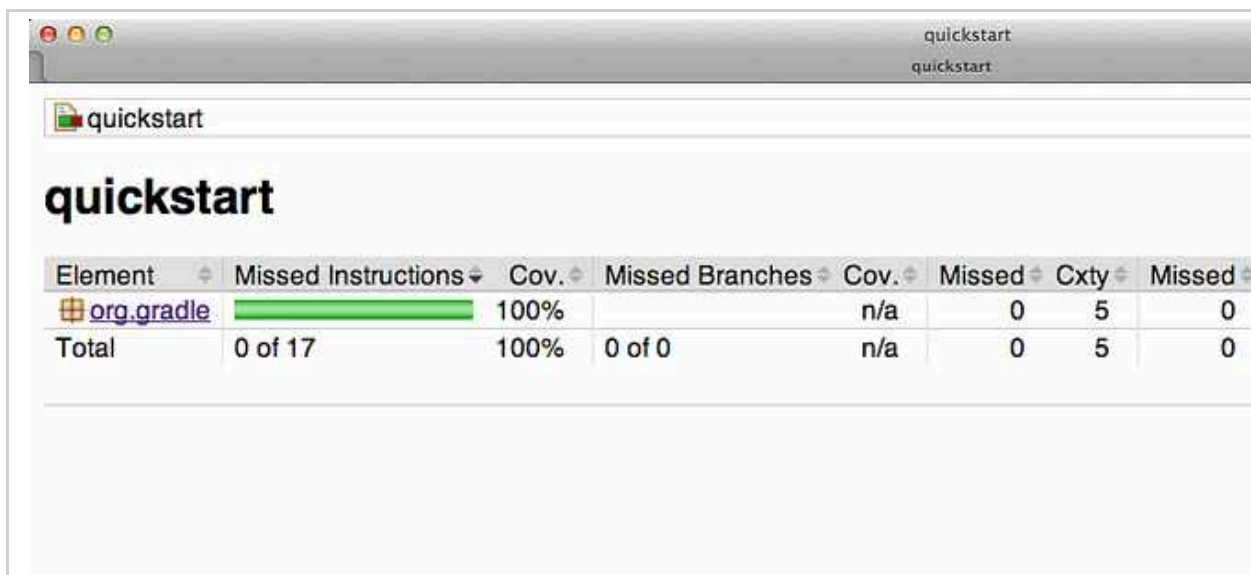 quickstart
quickstart
quickstart
quickstart
Element Missed Instructions Cov. Missed Branches Cov. Missed Cxty Missed
org.gradle 100% n/a 0 5 0
Total 0 of 17 100% 0 of 0 n/a 0 5 0